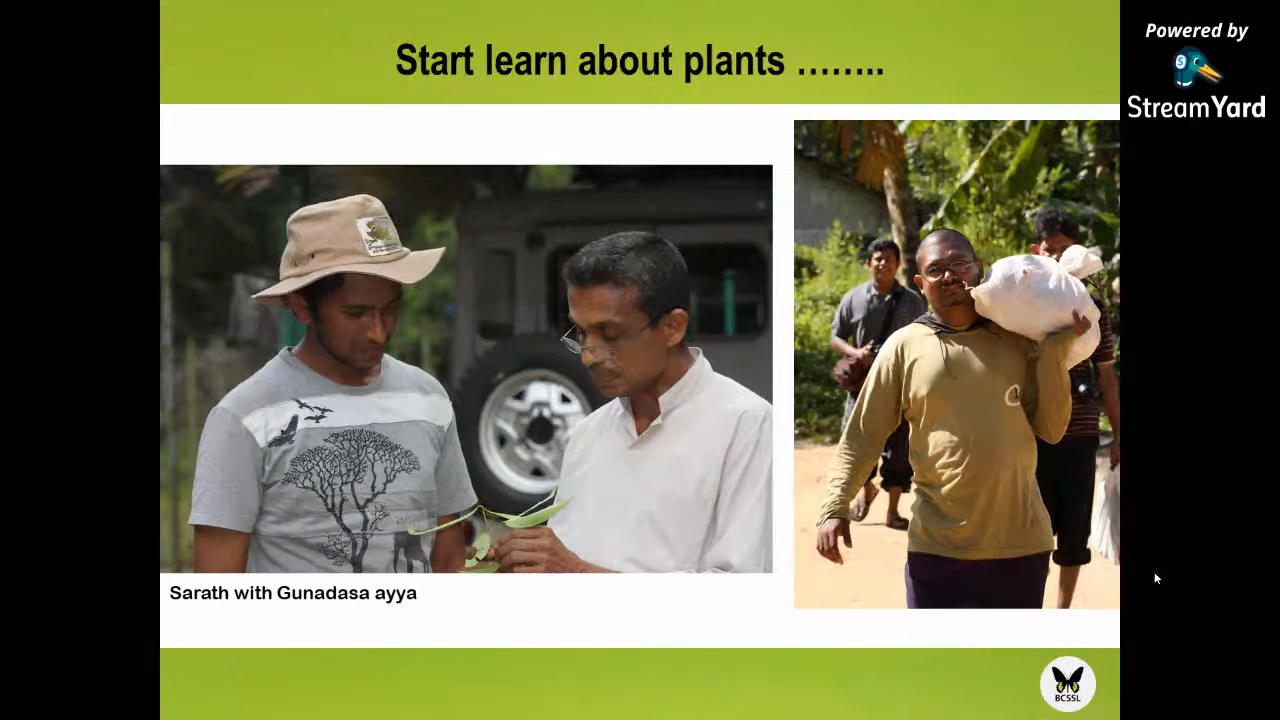 Start learn about plants ........
Powered by
StreamYard
Sarath with Gunadasa ayya
BCSSL